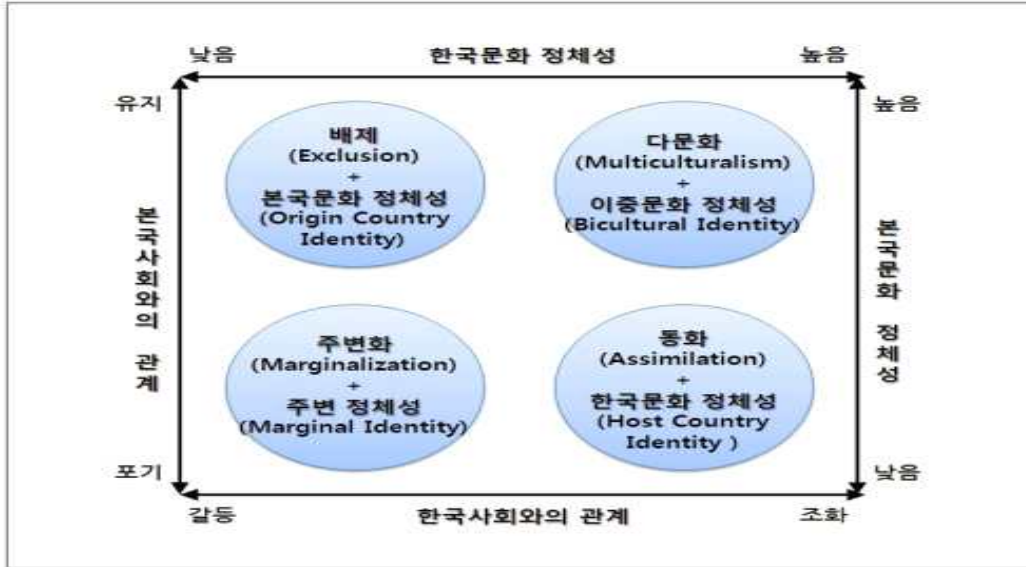 낮음 한국문화 정체성 높음
유지 높음
배제
(Exclusion)
+
본국문화 정체성
(Origin Country
Identity)
다문화
(Multiculturalism)
+
이중문화 정체성
(Bicultural Identity)
본국사회와의 관계
본국문화 정체성
주변화
(Marginalization)
+
주변 정체성
(Marginal Identity)
동화
(Assimilation)
+
한국문화 정체성
(Host Country
Identity )
포기 낮음
갈등 한국사회와의 관계 조화